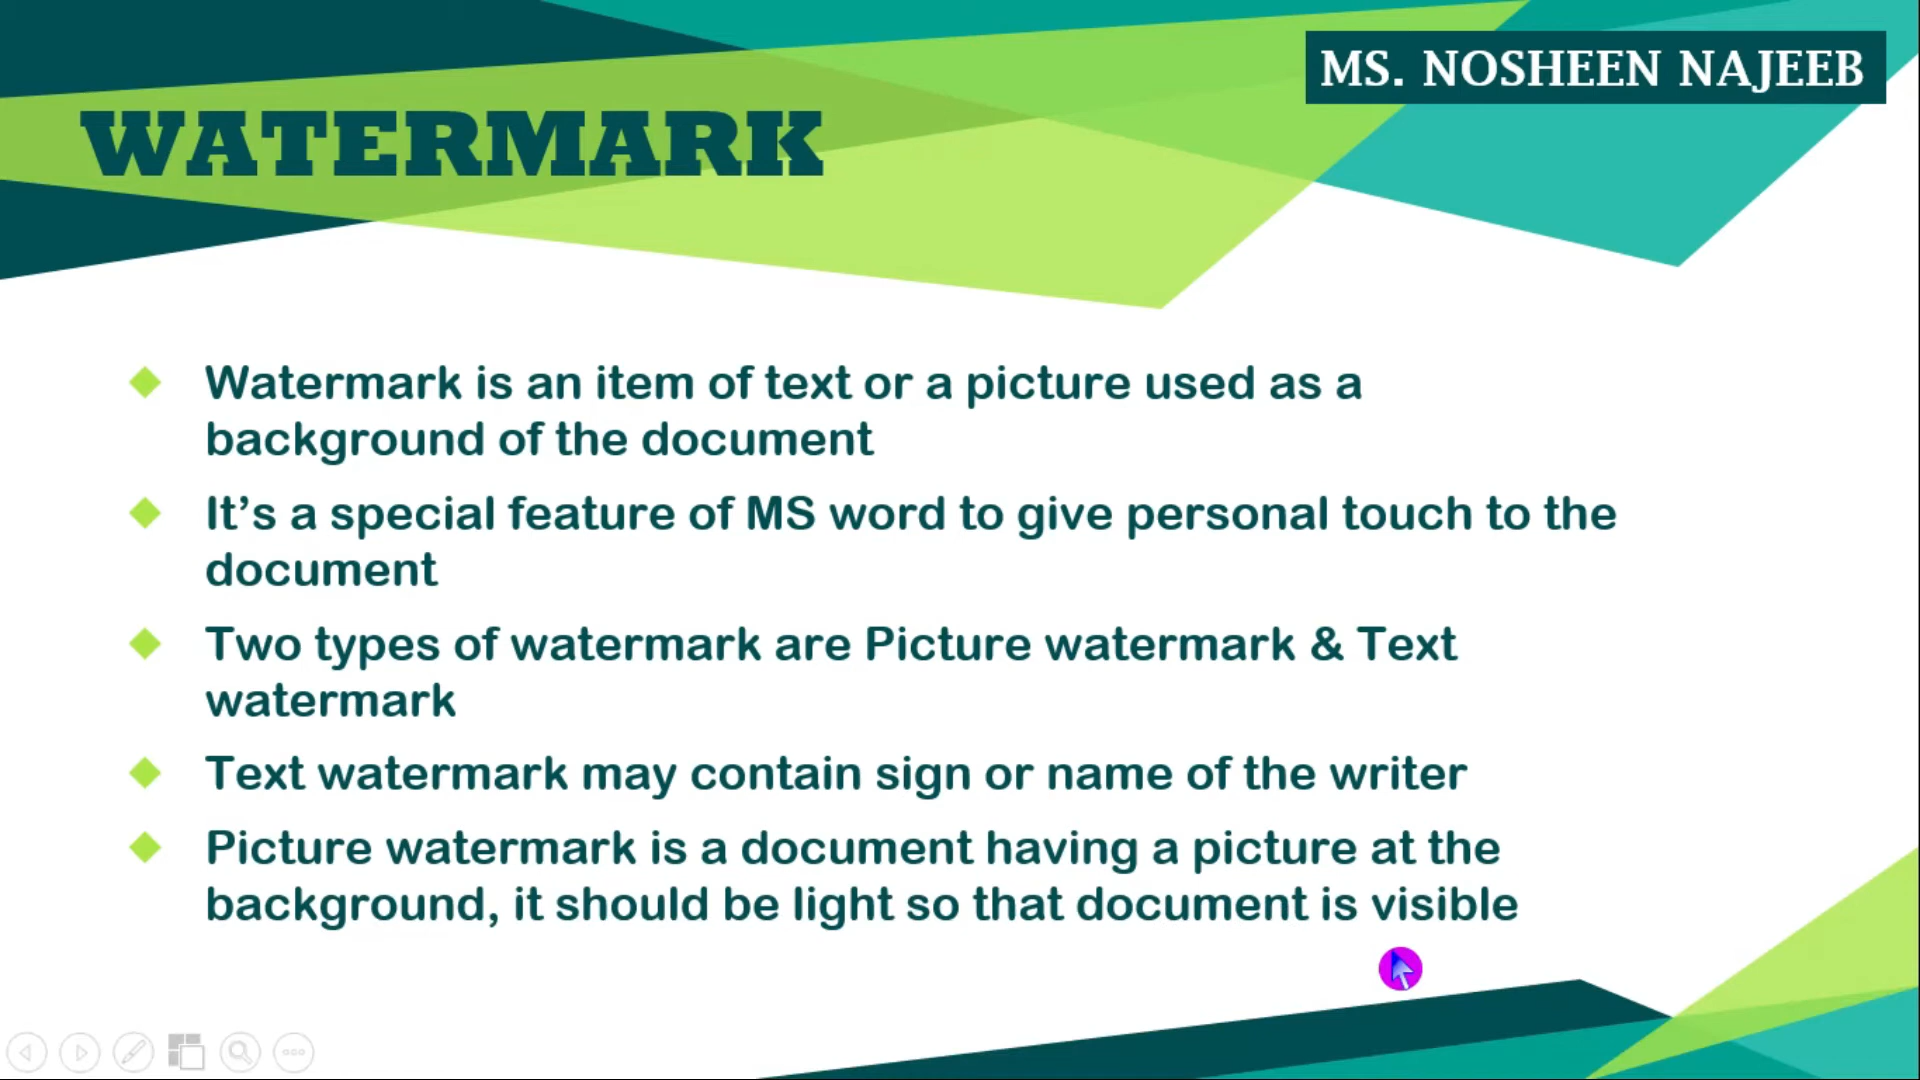 MS. NOSHEEN NAJEEB
WATERMARK
Watermark is an item of text or a picture used as a
background of the document
It’s a special feature of MS word to give personal touch to the
document
Two types of watermark are Picture watermark & Text
watermark
Text watermark may contain sign or name of the writer
Picture watermark is a document having a picture at the
background, it should be light so that document is visible